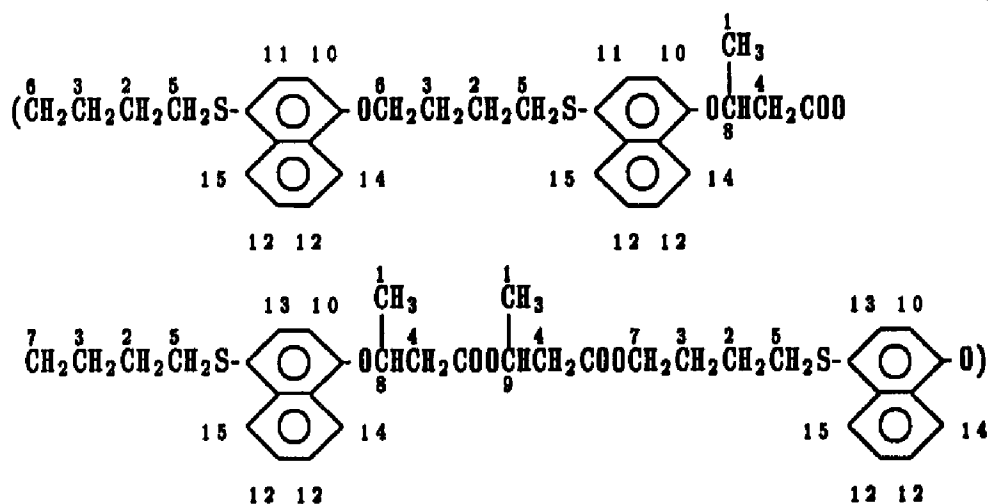 1
11 10 11 10 CH3
6 3 2 5 6 3 2 5 4
(CH2CH2CH2CH2S- -OCH2CH2CH2CH2S- -OCHCH2COO
8
15 14 15 14
12 12 12 12
1 1
13 10 CH3 CH3 13 10
7 3 2 5 4 4 7 3 2 5
CH2CH2CH2CH2S- -OCHCH2COOCHCH2COOCH2CH2CH2CH2S- -O)
8 9
15 14 15 14
12 12 12 12